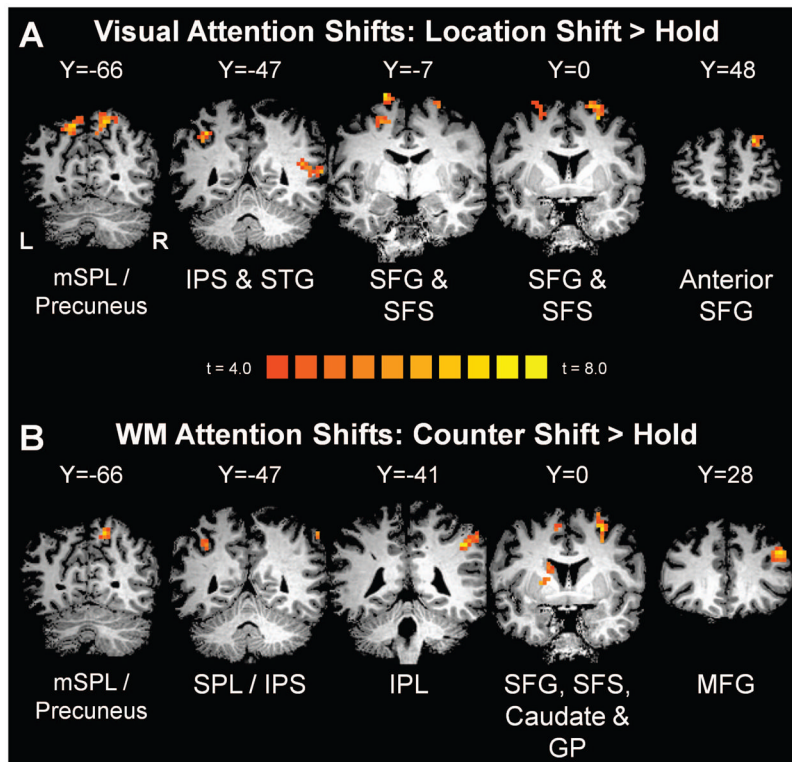 A
Visual Attention Shifts: Location Shift > Hold
Y=-66 Y=-47 Y=-7 Y=0 Y=48
L R
mSPL / Precuneus
IPS & STG
SFG & SFS
SFG & SFS
Anterior SFG
t = 4.0 t = 8.0
B
WM Attention Shifts: Counter Shift > Hold
Y=-66 Y=-47 Y=-41 Y=0 Y=28
mSPL / Precuneus
SPL / IPS
IPL
SFG, SFS, Caudate & GP
MFG